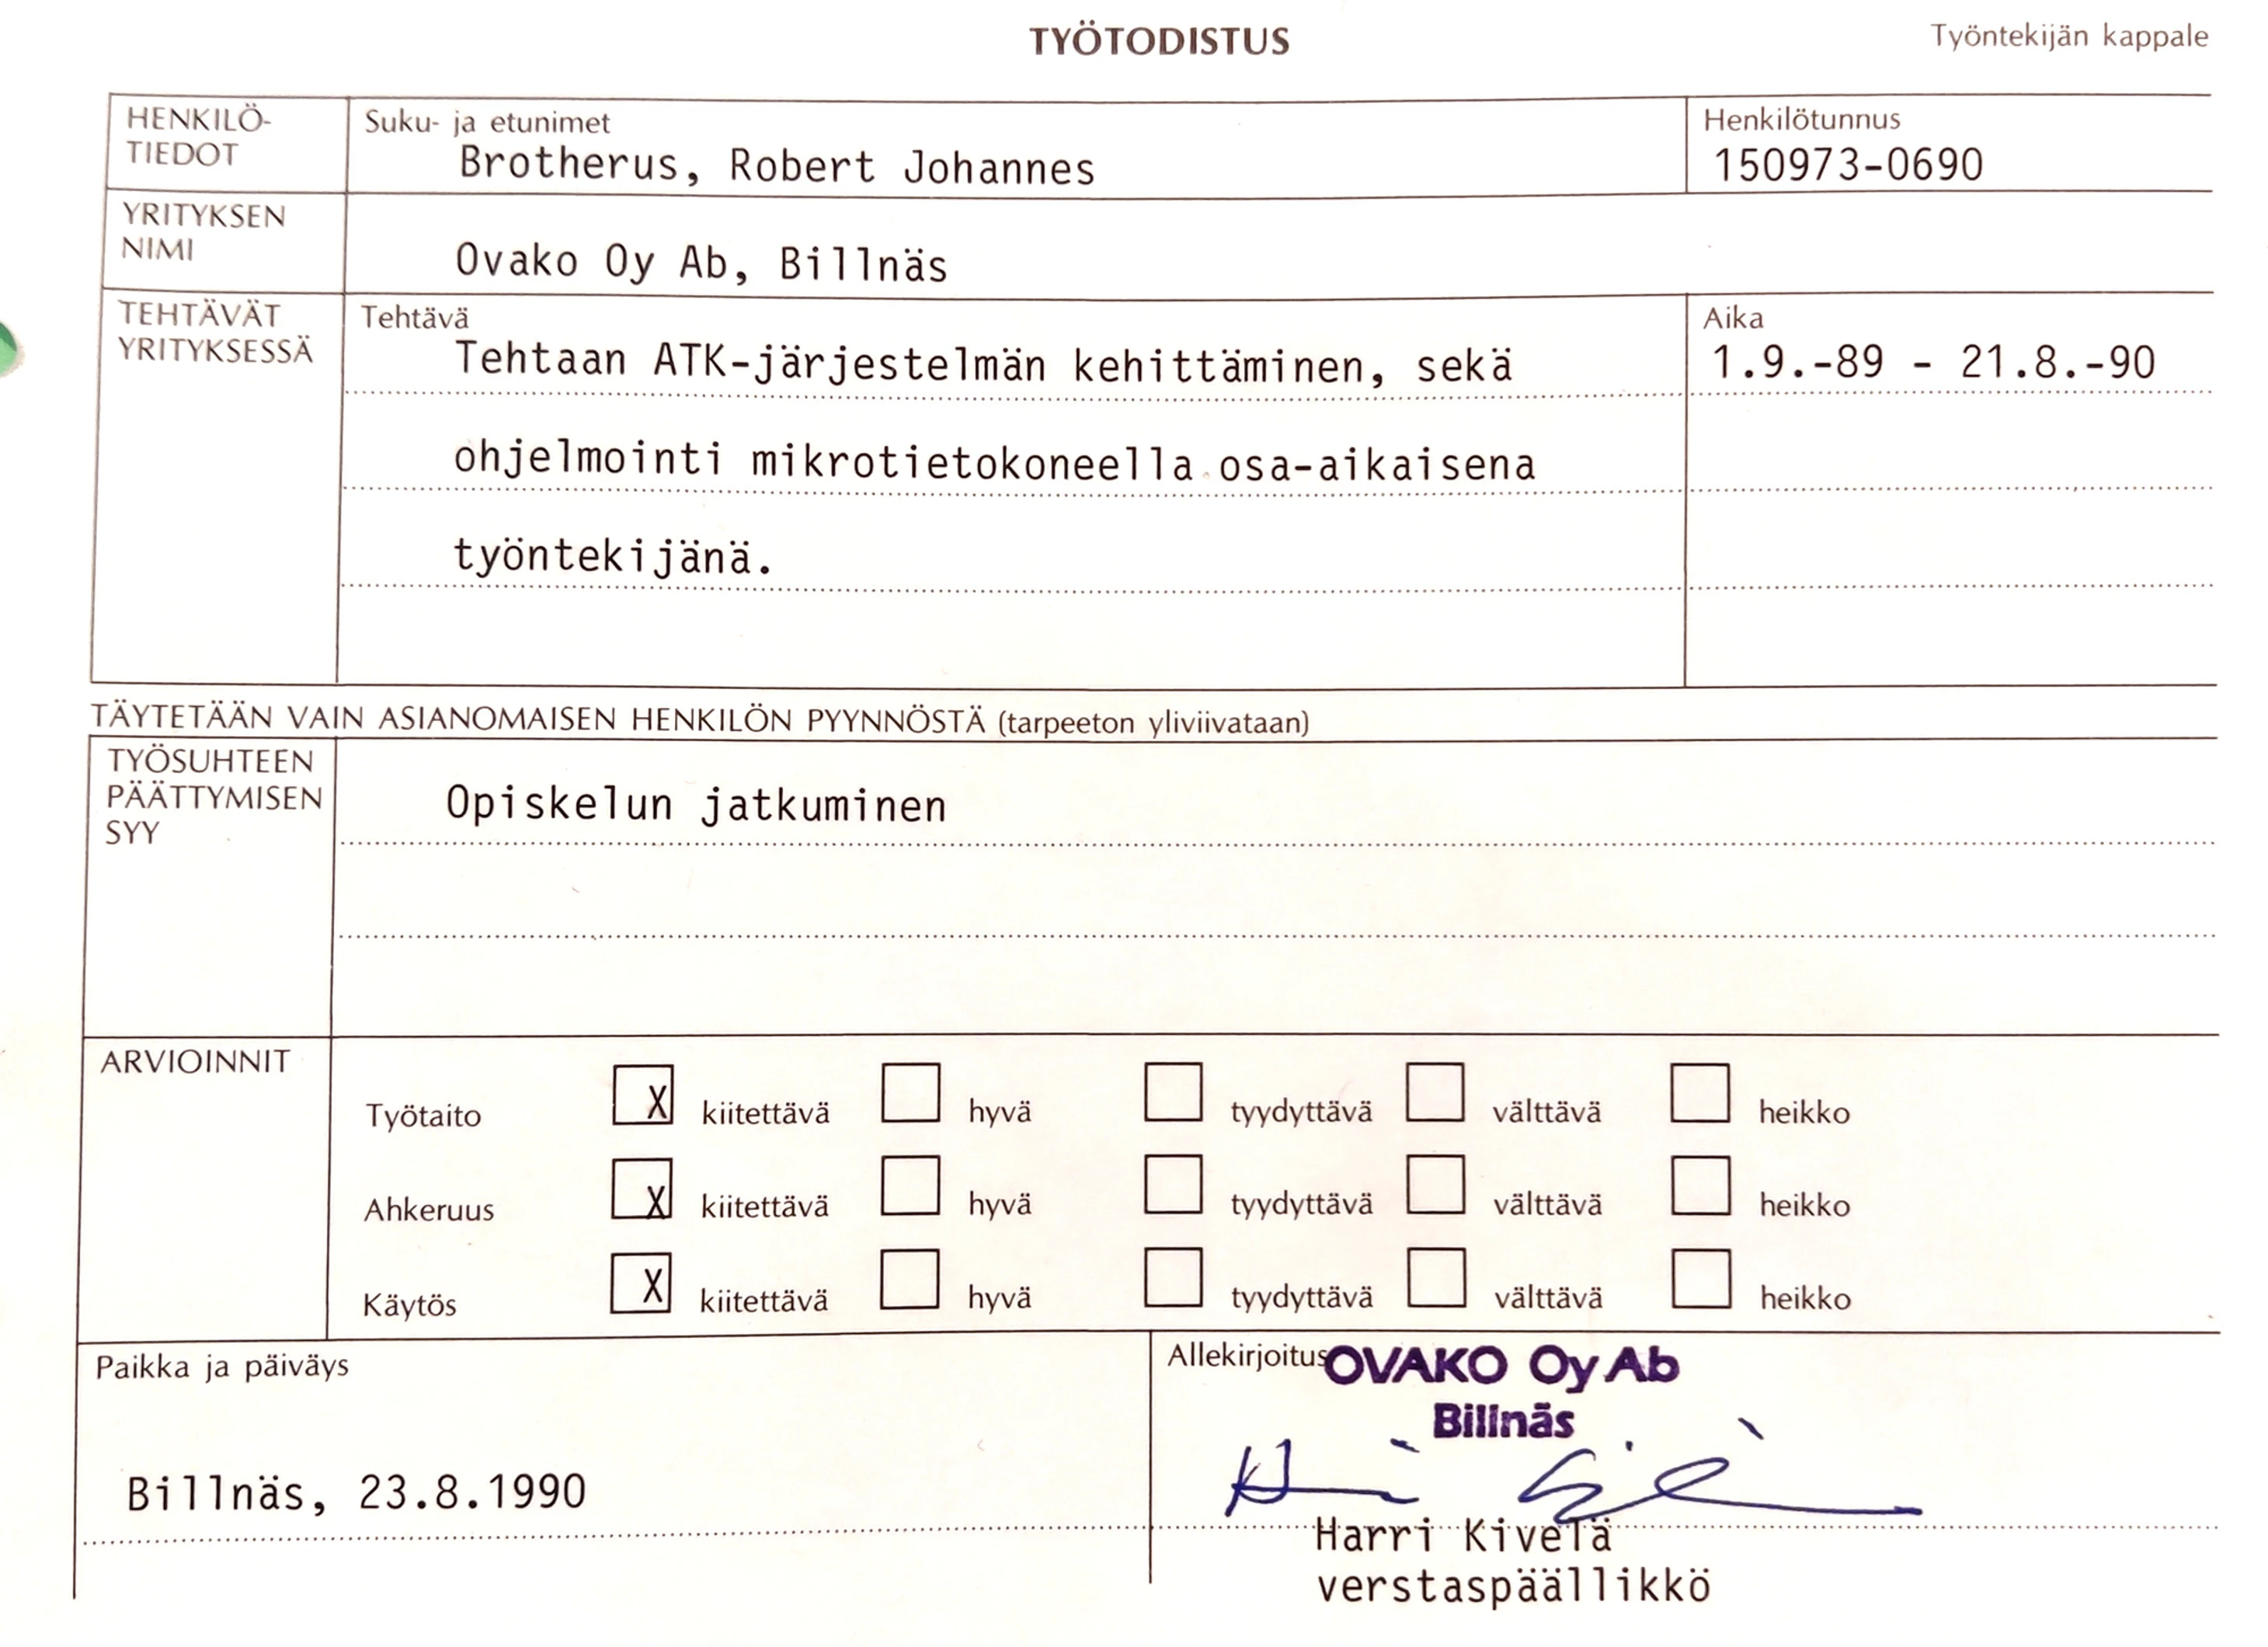 TYÖTODISTUS
Työntekijän kappale
HENKILÖ-
TIEDOT
Suku- ja etunimet
Brotherus, Robert Johannes
Henkilötunnus
150973-0690
YRITYKSEN
NIMI
Ovako Oy Ab, Billnäs
TEHTÄVÄT
YRITYKSESSÄ
Tehtävä
Tehtaan ATK-järjestelmän kehittäminen, sekä
ohjelmointi mikrotietokoneella osa-aikaisena
työntekijänä.
Aika
1.9.-89 - 21.8.-90
TÄYTETÄÄN VAIN ASIANOMAISEN HENKILÖN PYYNNÖSTÄ (tarpeeton yliviivataan)
TYÖSUHTEEN
PÄÄTTYMISEN
SYY
Opiskelun jatkuminen
ARVIOINNIT
Työtaito X kiitettävä hyvä tyydyttävä välttävä heikko
Ahkeruus X kiitettävä hyvä tyydyttävä välttävä heikko
Käytös X kiitettävä hyvä tyydyttävä välttävä heikko
Paikka ja päiväys
Billnäs, 23.8.1990
Allekirjoitus
OVAKO Oy Ab
Billnäs
Harri Kivelä
verstaspäällikkö